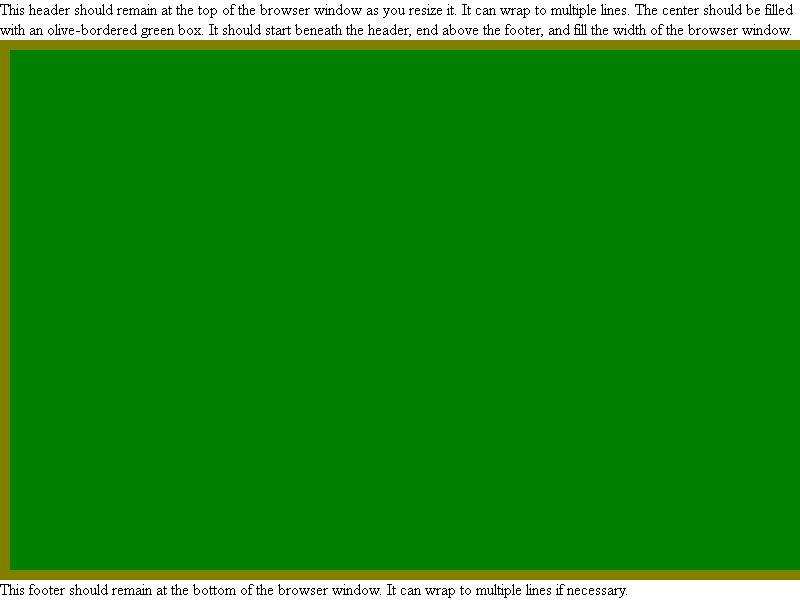 This header should remain at the top of the browser window as you resize it. It can wrap to multiple lines. The center should be filled
with an olive-bordered green box. It should start beneath the header, end above the footer, and fill the width of the browser window.
This footer should remain at the bottom of the browser window. It can wrap to multiple lines if necessary.